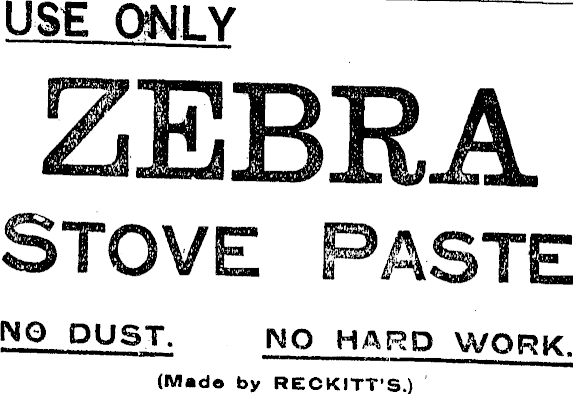 USE ONLY
ZEBRA
STOVE PASTE
NO DUST. NO HARD WORK.
(Made by RECKITT'S.)